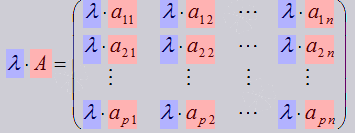 λ·a₁₁ λ·a₁₂ ⋯ λ·a₁ₙ
λ·a₂₁ λ·a₂₂ ⋯ λ·a₂ₙ
λ·A = ⋮ ⋮ ⋮
λ·aₚ₁ λ·aₚ₂ ⋯ λ·aₚₙ